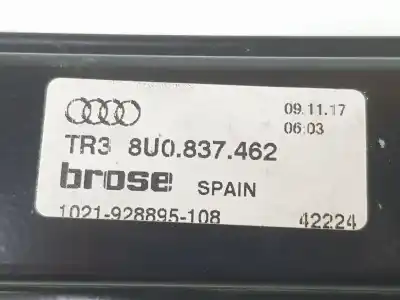 09.11.17
06:03
TR3 8U0.837.462
brose SPAIN
1021-928895-108 42224